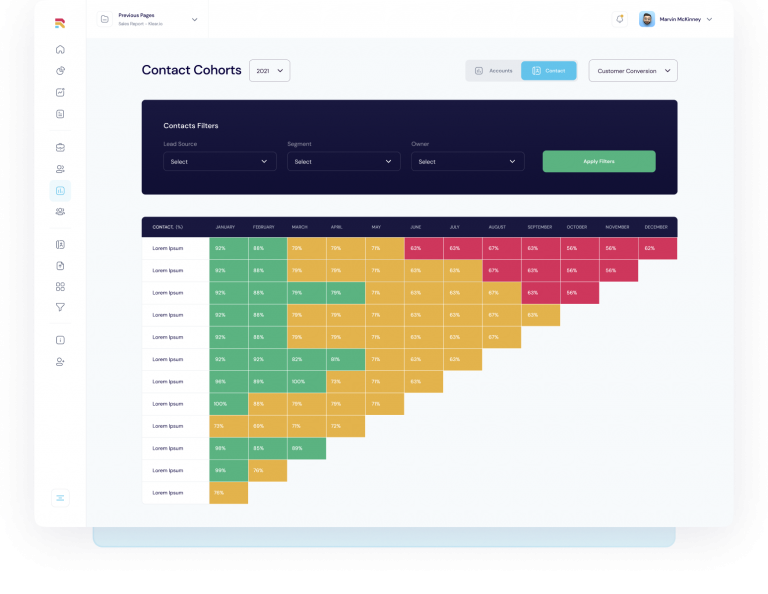 Previous Pages
Sales Report - Klear.io
Marvin McKinney
Contact Cohorts
2021
Accounts
Contact
Customer Conversion
Contacts Filters
Lead Source
Segment
Owner
Select
Select
Select
Apply Filters
CONTACT (%) JANUARY FEBRUARY MARCH APRIL MAY JUNE JULY AUGUST SEPTEMBER OCTOBER NOVEMBER DECEMBER
Lorem Ipsum 92% 88% 79% 79% 71% 63% 63% 67% 63% 56% 56% 62%
Lorem Ipsum 92% 88% 79% 79% 71% 63% 63% 67% 63% 56% 56%
Lorem Ipsum 92% 88% 79% 79% 71% 63% 63% 67% 63% 56%
Lorem Ipsum 92% 88% 79% 79% 71% 63% 63% 67% 63%
Lorem Ipsum 92% 88% 79% 79% 71% 63% 63% 67%
Lorem Ipsum 92% 92% 82% 81% 71% 63% 63%
Lorem Ipsum 96% 88% 100% 79% 71% 63%
Lorem Ipsum 100% 88% 79% 79% 71%
Lorem Ipsum 73% 71% 72%
Lorem Ipsum 98% 85% 89%
Lorem Ipsum 99% 76%
Lorem Ipsum 76%